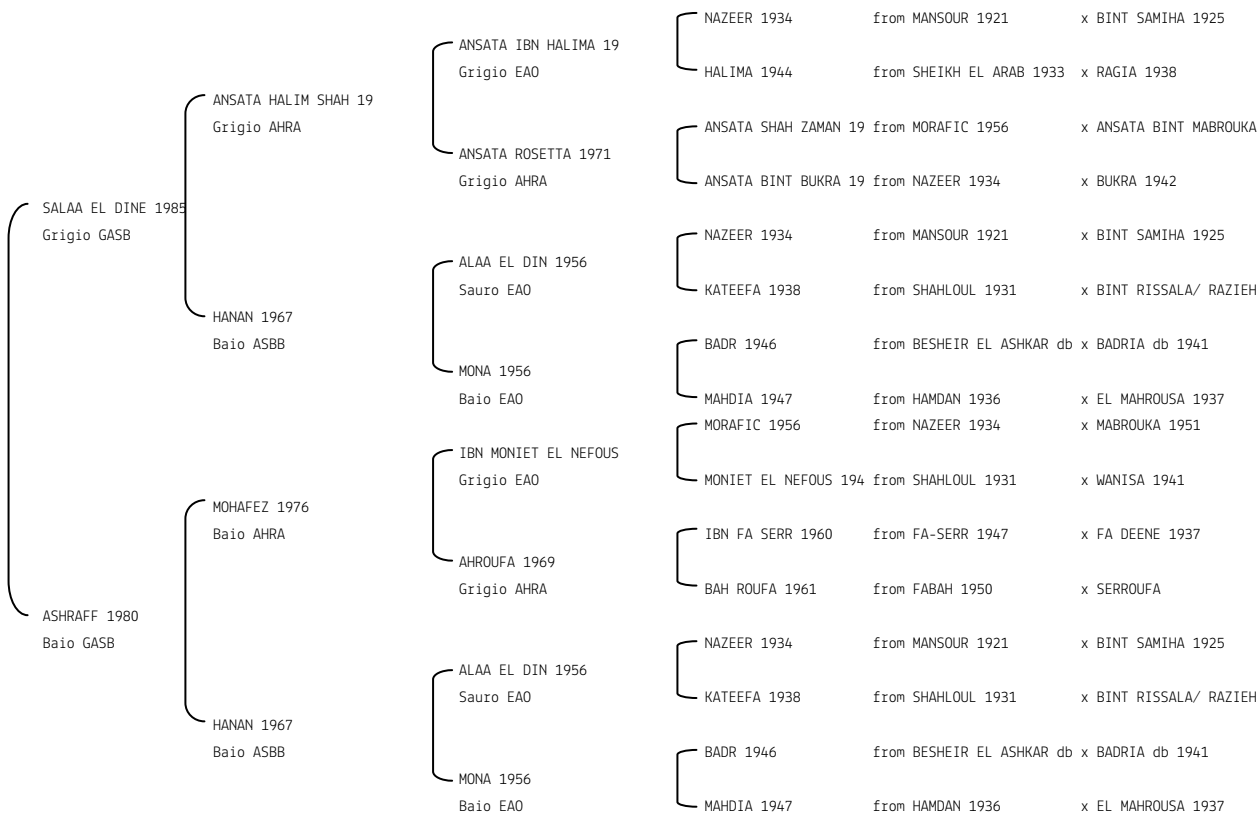 NAZEER 1934 from MANSOUR 1921 x BINT SAMIHA 1925
ANSATA IBN HALIMA 19
Grigio EAO
HALIMA 1944 from SHEIKH EL ARAB 1933 x RAGIA 1938
ANSATA HALIM SHAH 19
Grigio AHRA
ANSATA SHAH ZAMAN 19 from MORAFIC 1956 x ANSATA BINT MABROUKA
ANSATA ROSETTA 1971
Grigio AHRA
ANSATA BINT BUKRA 19 from NAZEER 1934 x BUKRA 1942
SALAA EL DINE 1985
Grigio GASB
NAZEER 1934 from MANSOUR 1921 x BINT SAMIHA 1925
ALAA EL DIN 1956
Sauro EAO
KATEEFA 1938 from SHAHLOUL 1931 x BINT RISSALA/ RAZIEH
HANAN 1967
Baio ASBB
BADR 1946 from BESHEIR EL ASHKAR db x BADRIA db 1941
MONA 1956
Baio EAO
MAHDIA 1947 from HAMDAN 1936 x EL MAHROUSA 1937
MORAFIC 1956 from NAZEER 1934 x MABROUKA 1951
IBN MONIET EL NEFOUS
Grigio EAO
MONIET EL NEFOUS 194 from SHAHLOUL 1931 x WANISA 1941
MOHAFEZ 1976
Baio AHRA
IBN FA SERR 1960 from FA-SERR 1947 x FA DEENE 1937
AHROUFA 1969
Grigio AHRA
BAH ROUFA 1961 from FABAH 1950 x SERROUFA
ASHRAFF 1980
Baio GASB
NAZEER 1934 from MANSOUR 1921 x BINT SAMIHA 1925
ALAA EL DIN 1956
Sauro EAO
KATEEFA 1938 from SHAHLOUL 1931 x BINT RISSALA/ RAZIEH
HANAN 1967
Baio ASBB
BADR 1946 from BESHEIR EL ASHKAR db x BADRIA db 1941
MONA 1956
Baio EAO
MAHDIA 1947 from HAMDAN 1936 x EL MAHROUSA 1937